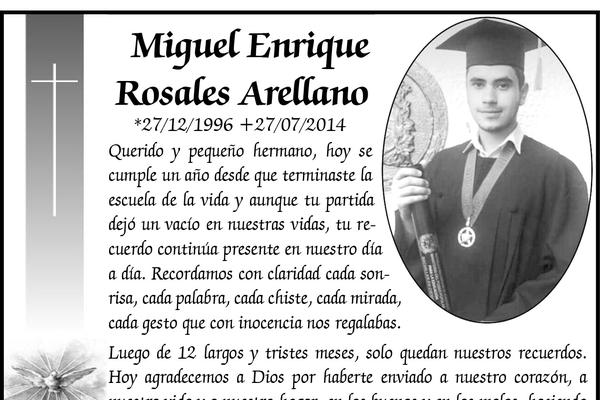 Miguel Enrique
Rosales Arellano
*27/12/1996 +27/07/2014
Querido y pequeño hermano, hoy se
cumple un año desde que terminaste la
escuela de la vida y aunque tu partida
dejó un vacío en nuestras vidas, tu re-
cuerdo continúa presente en nuestro día
a día. Recordamos con claridad cada son-
risa, cada palabra, cada chiste, cada mirada,
cada gesto que con inocencia nos regalabas.
Luego de 12 largos y tristes meses, solo quedan nuestros recuerdos.
Hoy agradecemos a Dios por haberte enviado a nuestro corazón, a